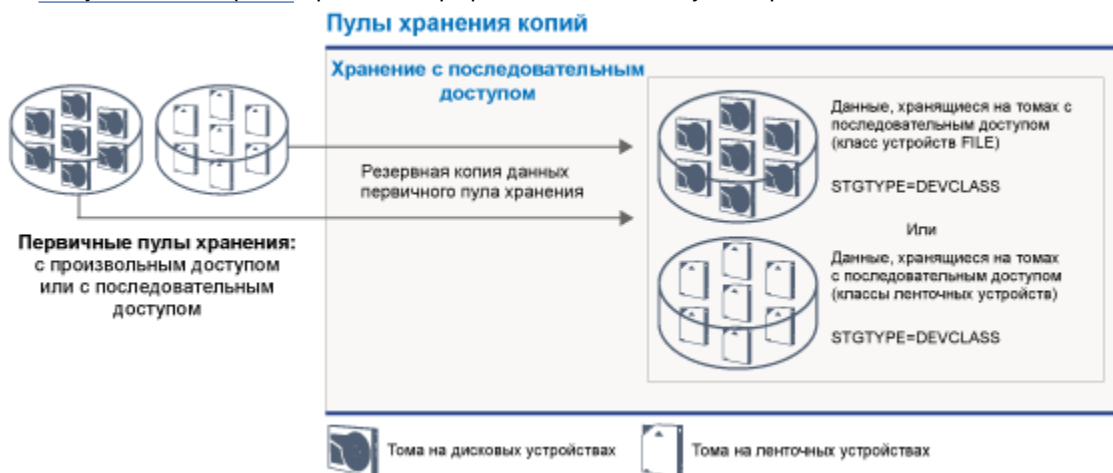 Пулы хранения копий
Хранение с последовательным
доступом
Данные, хранящиеся на томах с
последовательным доступом
(класс устройств FILE)
STGTYPE=DEVCLASS
Резервная копия данных
первичного пула хранения
Или
Первичные пулы хранения:
с произвольным доступом
или с последовательным
доступом
Данные, хранящиеся на томах
с последовательным доступом
(классы ленточных устройств)
STGTYPE=DEVCLASS
Тома на дисковых устройствах
Тома на ленточных устройствах